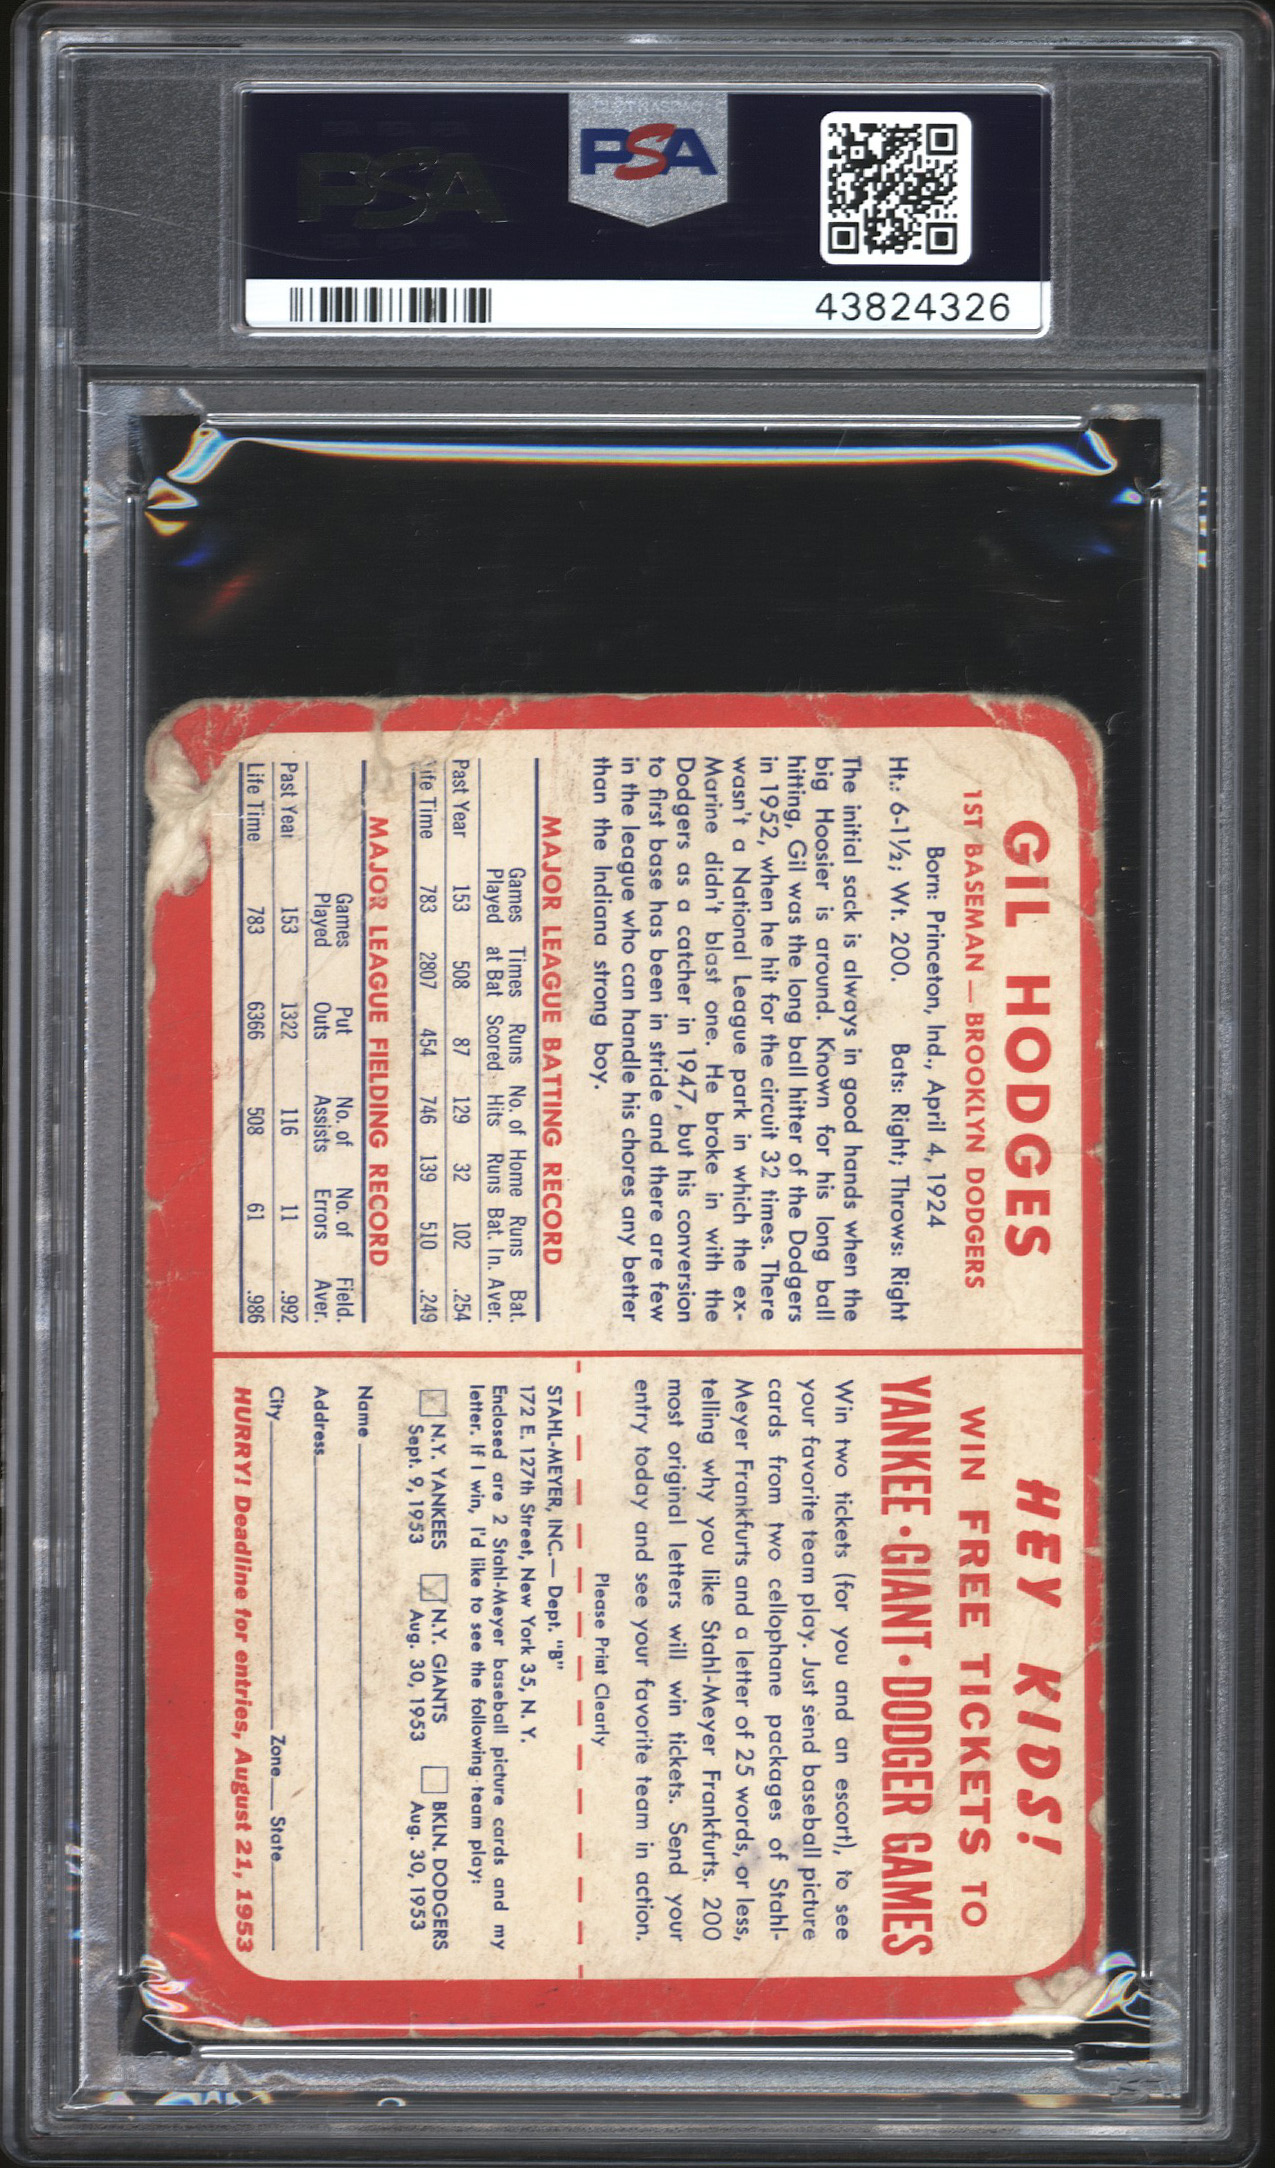 PSA
PSA
43824326
GIL HODGES
1ST BASEMAN — BROOKLYN DODGERS
Born: Princeton, Ind., April 4, 1924
Ht.: 6-1½; Wt. 200. Bats: Right; Throws: Right
The initial sack is always in good hands when the
big Hoosier is around. Known for his long ball
hitting, Gil was the long ball hitter of the Dodgers
in 1952, when he hit for the circuit 32 times. There
wasn't a National League park in which the ex-
Marine didn't blast one. He broke in with the
Dodgers as a catcher in 1947, but his conversion
to first base has been in stride and there are few
in the league who can handle his chores any better
than the Indiana strong boy.
MAJOR LEAGUE BATTING RECORD
Games Times Runs No. of Home Runs Bat.
Played at Bat Scored Hits Runs Bat. In. Aver.
Past Year 153 508 87 129 32 102 .254
Life Time 783 2807 454 746 139 510 .249
MAJOR LEAGUE FIELDING RECORD
Games Put No. of No. of Field.
Played Outs Assists Errors Aver.
Past Year 153 1322 116 11 .992
Life Time 783 6366 508 61 .986
HEY KIDS!
WIN FREE TICKETS TO
YANKEE • GIANT • DODGER GAMES
Win two tickets (for you and an escort), to see
your favorite team play. Just send baseball picture
cards from two cellophane packages of Stahl-
Meyer Frankfurts and a letter of 25 words, or less,
telling why you like Stahl-Meyer Frankfurts. 200
most original letters will win tickets. Send your
entry today and see your favorite team in action.
Please Print Clearly
STAHL-MEYER, INC.— Dept. "B"
172 E. 127th Street, New York 35, N. Y.
Enclosed are 2 Stahl-Meyer baseball picture cards and my
letter. If I win, I'd like to see the following team play:
N.Y. YANKEES N.Y. GIANTS BKLN. DODGERS
Sept. 9, 1953 Aug. 30, 1953 Aug. 30, 1953
Name
Address
City Zone State
HURRY! Deadline for entries, August 21, 1953